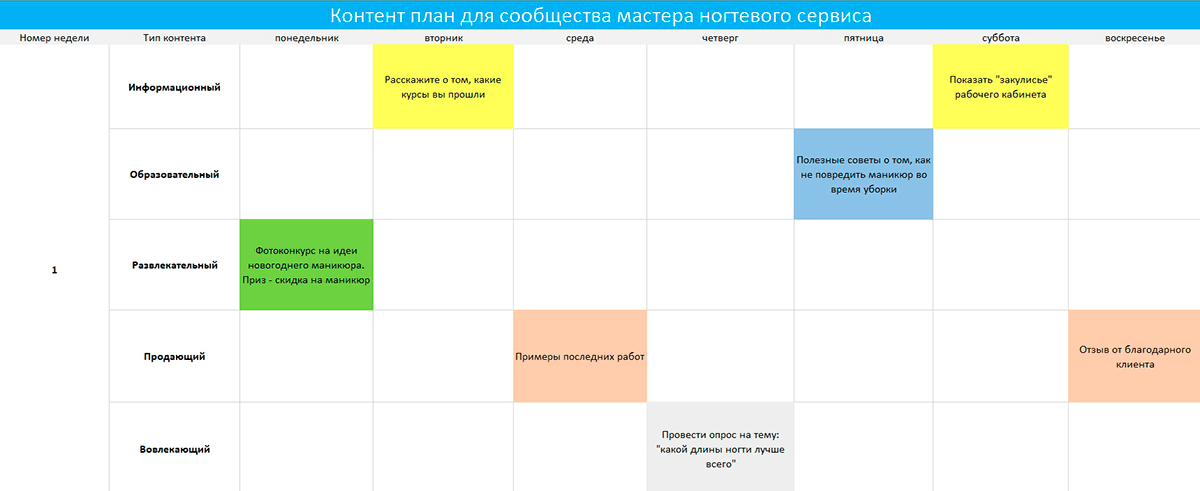 Контент план для сообщества мастера ногтевого сервиса
Номер недели Тип контента понедельник вторник среда четверг пятница суббота воскресенье
Информационный
Расскажите о том, какие
курсы вы прошли
Показать "закулисье"
рабочего кабинета
Образовательный
Полезные советы о том, как
не повредить маникюр во
время уборки
1
Развлекательный
Фотоконкурс на идеи
новогоднего маникюра.
Приз - скидка на маникюр
Продающий
Примеры последних работ
Отзыв от благодарного
клиента
Вовлекающий
Провести опрос на тему:
"какой длины ногти лучше
всего"